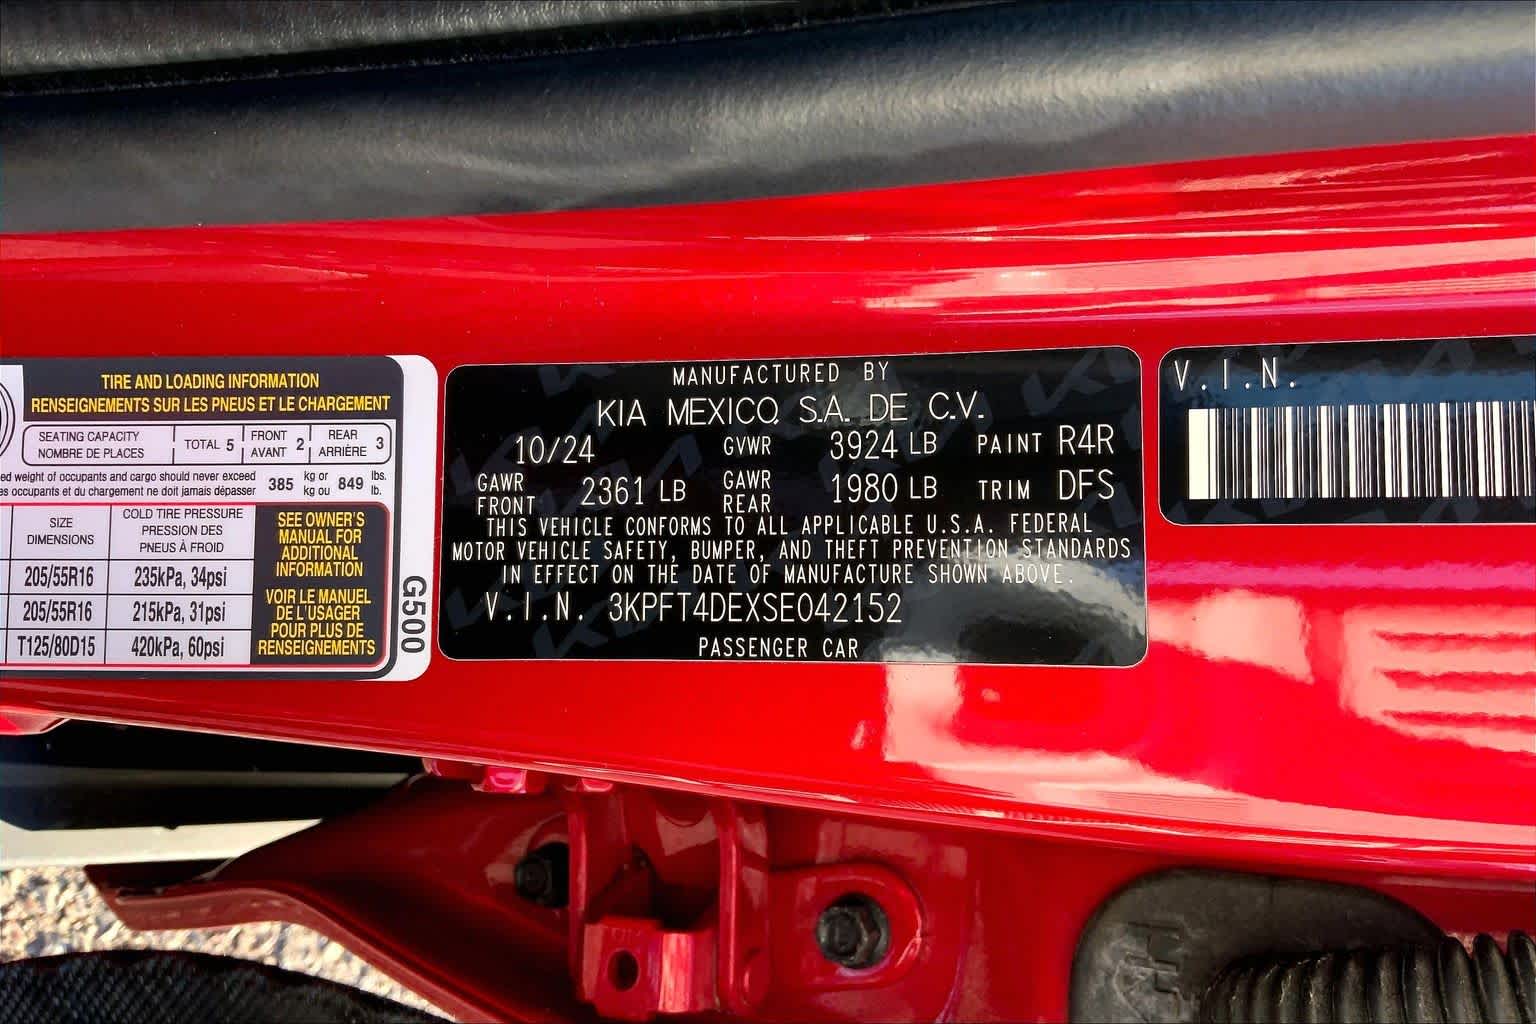 TIRE AND LOADING INFORMATION
RENSEIGNEMENTS SUR LES PNEUS ET LE CHARGEMENT
SEATING CAPACITY
NOMBRE DE PLACES
TOTAL 5
FRONT
AVANT 2
REAR
ARRIÈRE 3
weight of occupants and cargo should never exceed 385 kg or 849 lbs.
occupants et du chargement ne doit jamais dépasser kg ou lb.
SIZE
DIMENSIONS
COLD TIRE PRESSURE
PRESSION DES
PNEUS À FROID
205/55R16 235kPa, 34psi
205/55R16 215kPa, 31psi
T125/80D15 420kPa, 60psi
SEE OWNER'S
MANUAL FOR
ADDITIONAL
INFORMATION
VOIR LE MANUEL
DE L'USAGER
POUR PLUS DE
RENSEIGNEMENTS
G500
MANUFACTURED BY
KIA MEXICO, S.A. DE C.V.
10/24 GVWR 3924 LB PAINT R4R
GAWR FRONT 2361 LB GAWR REAR 1980 LB TRIM DFS
THIS VEHICLE CONFORMS TO ALL APPLICABLE U.S.A. FEDERAL
MOTOR VEHICLE SAFETY, BUMPER, AND THEFT PREVENTION STANDARDS
IN EFFECT ON THE DATE OF MANUFACTURE SHOWN ABOVE.
V.I.N. 3KPFT4DEXSE042152
PASSENGER CAR
V.I.N.